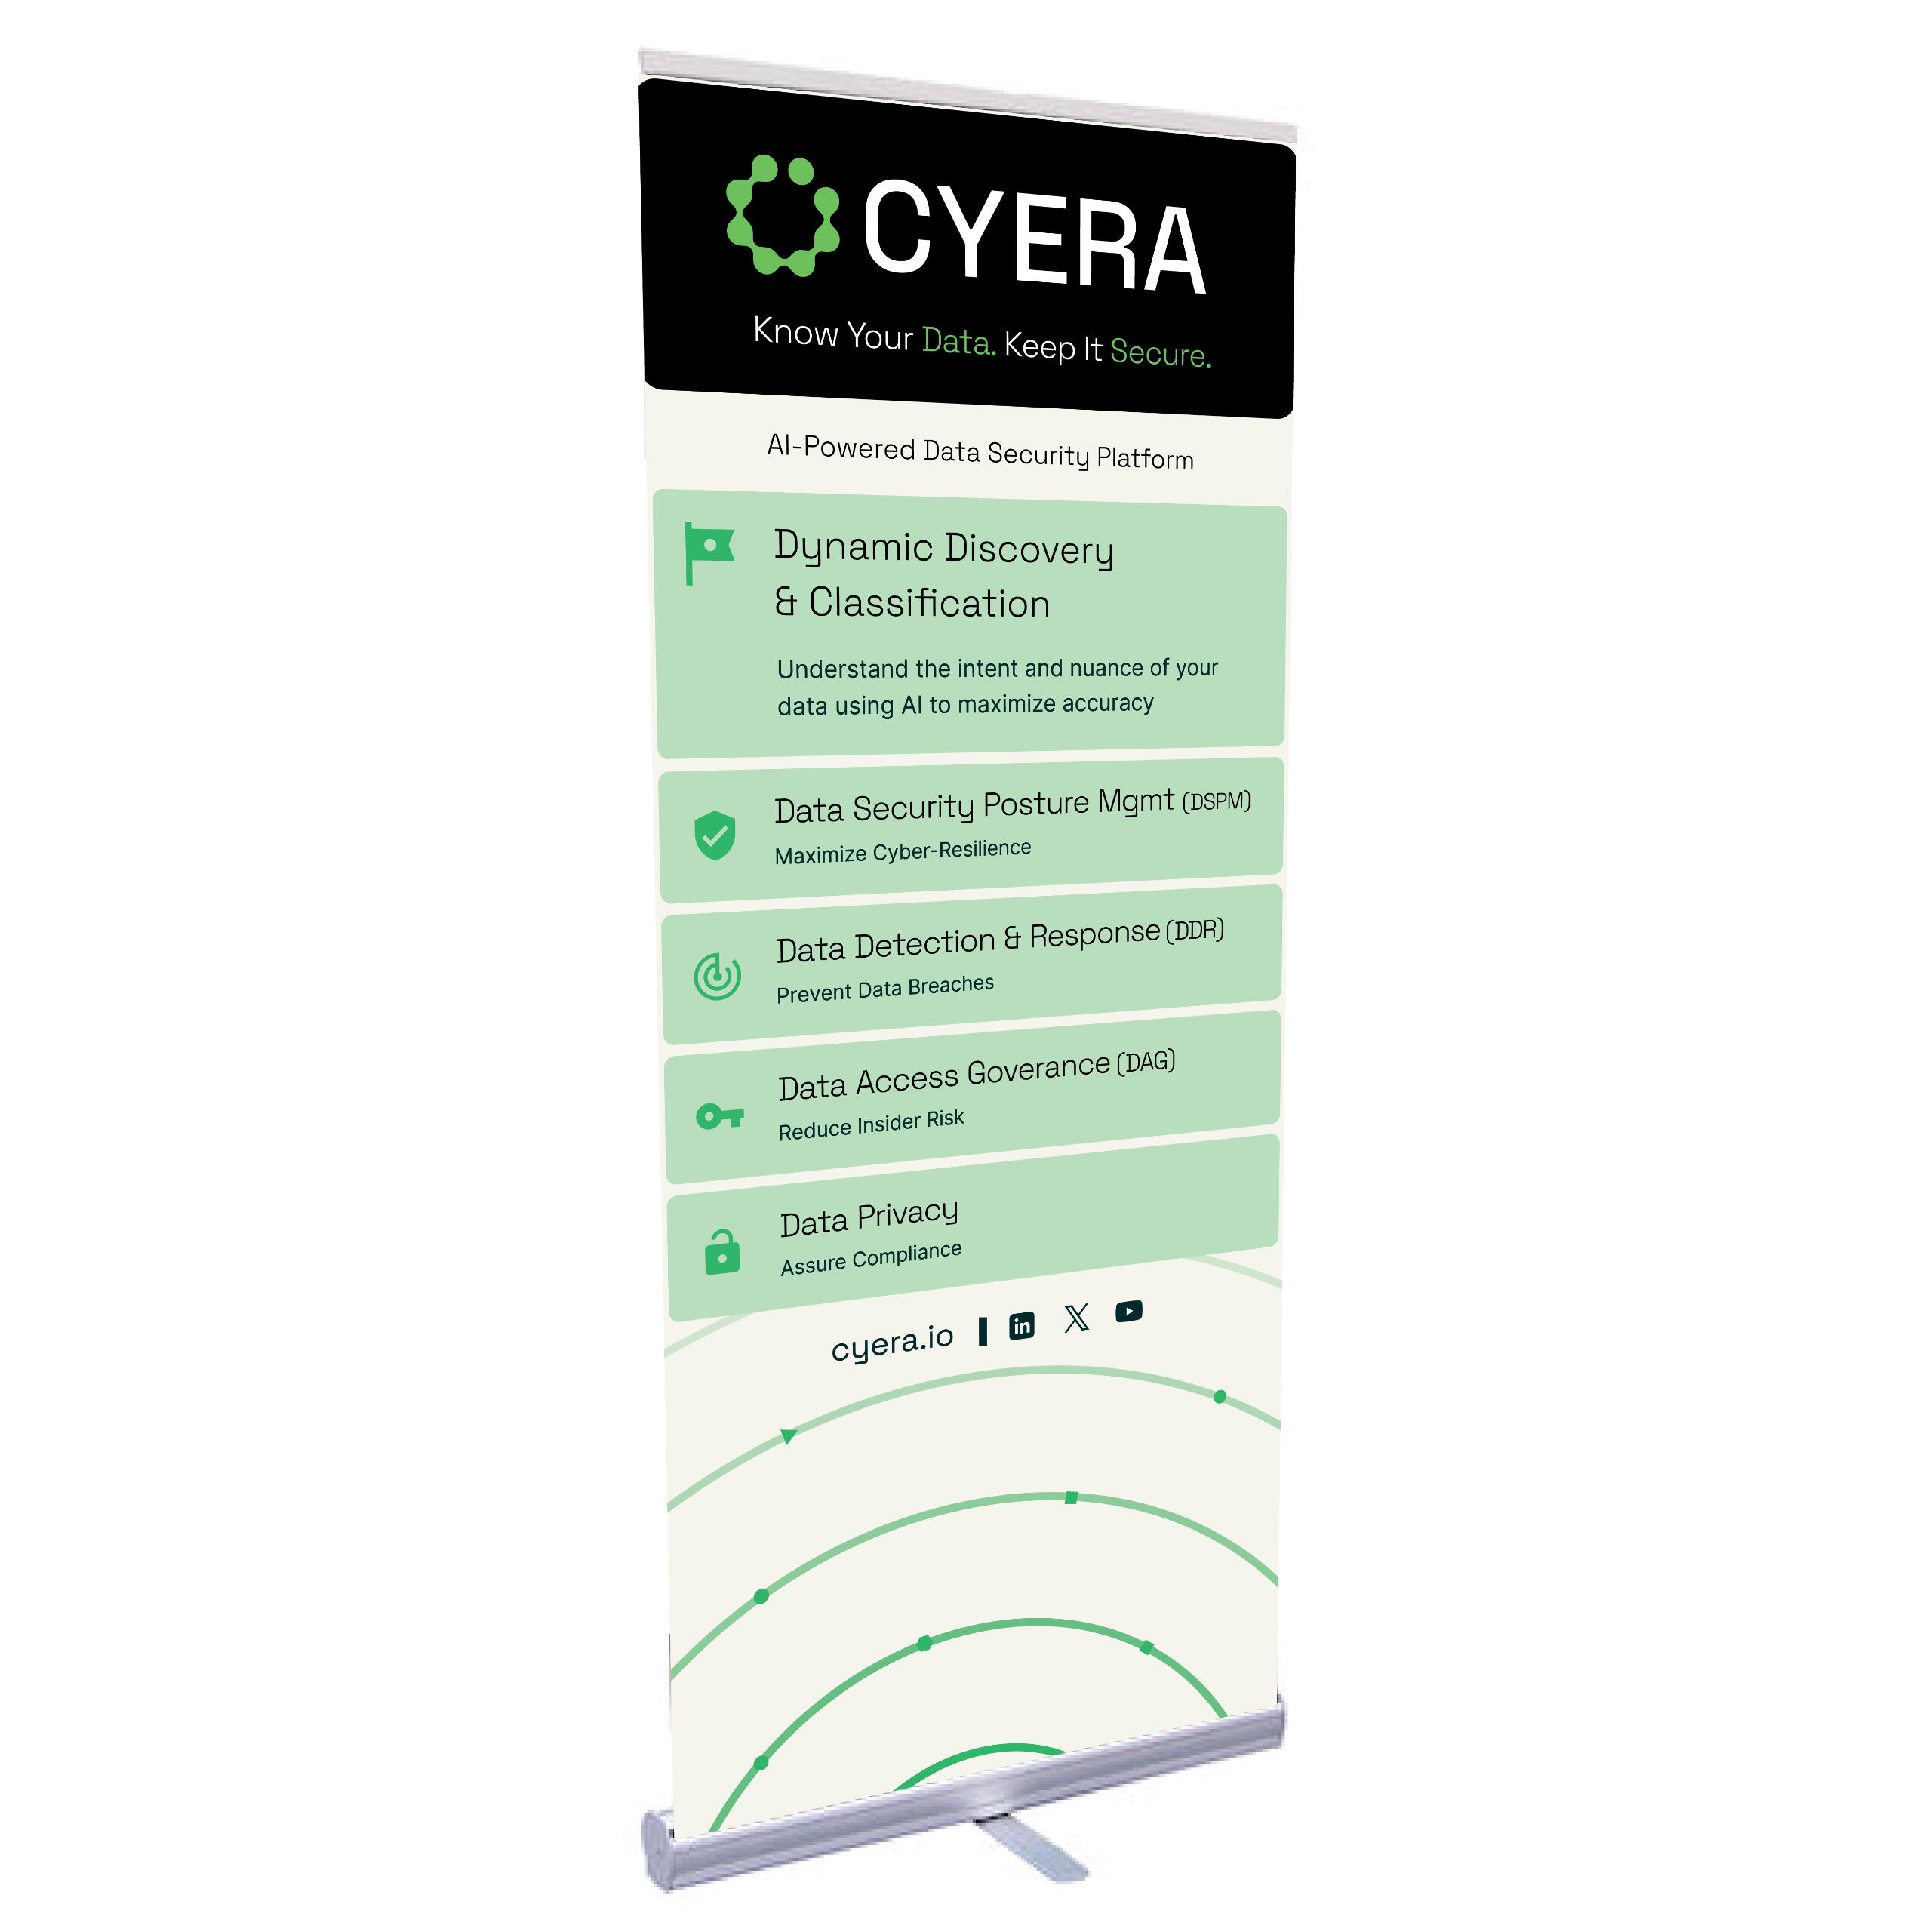 CYERA
Know Your Data. Keep It Secure.
AI-Powered Data Security Platform
Dynamic Discovery
& Classification
Understand the intent and nuance of your
data using AI to maximize accuracy
Data Security Posture Mgmt (DSPM)
Maximize Cyber-Resilience
Data Detection & Response (DDR)
Prevent Data Breaches
Data Access Goverance (DAG)
Reduce Insider Risk
Data Privacy
Assure Compliance
cyera.io